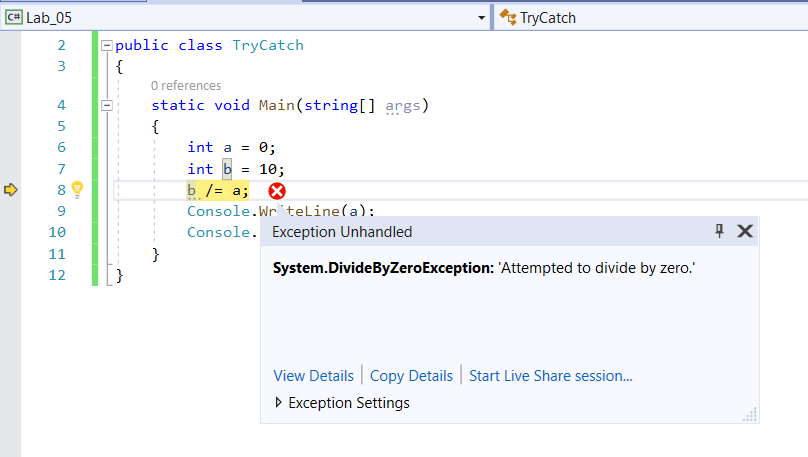 C# Lab_05 TryCatch
2 public class TryCatch
3 {
0 references
4 static void Main(string[] args)
5 {
6 int a = 0;
7 int b = 10;
8 b /= a;
9 Console.WriteLine(a);
10 Console.
11 }
12 }
Exception Unhandled
System.DivideByZeroException: 'Attempted to divide by zero.'
View Details | Copy Details | Start Live Share session...
Exception Settings